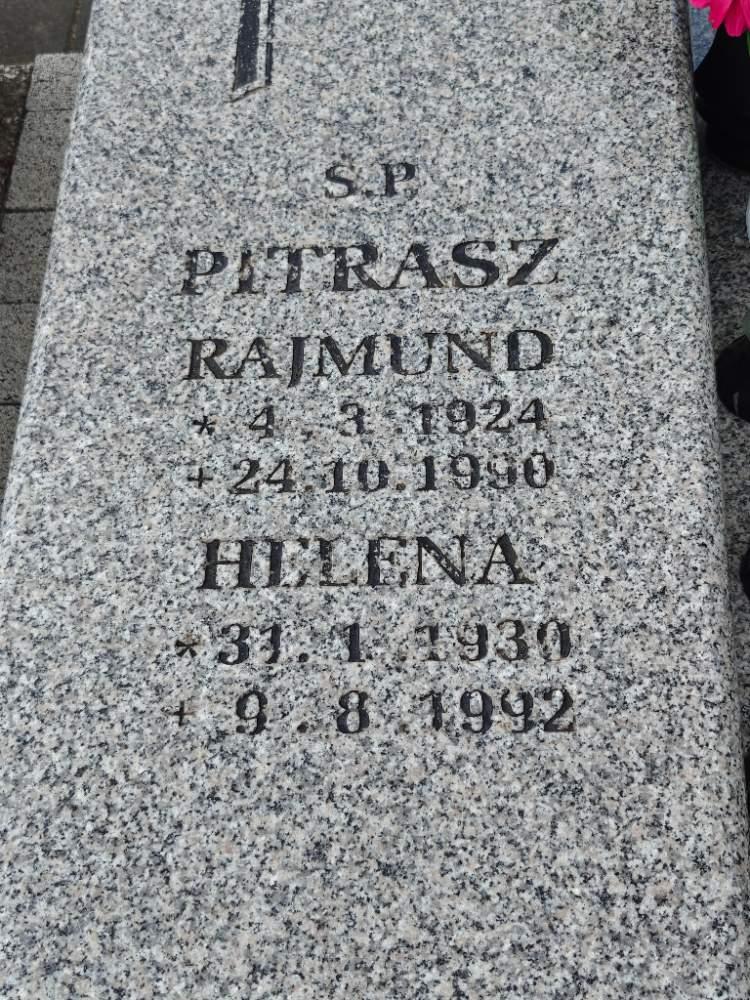 S.P.
PITRASZ
RAJMUND
* 4 . 3 . 1924
+ 24.10.1990
HELENA
* 31. 1 . 1930
+ 9 . 8 . 1992